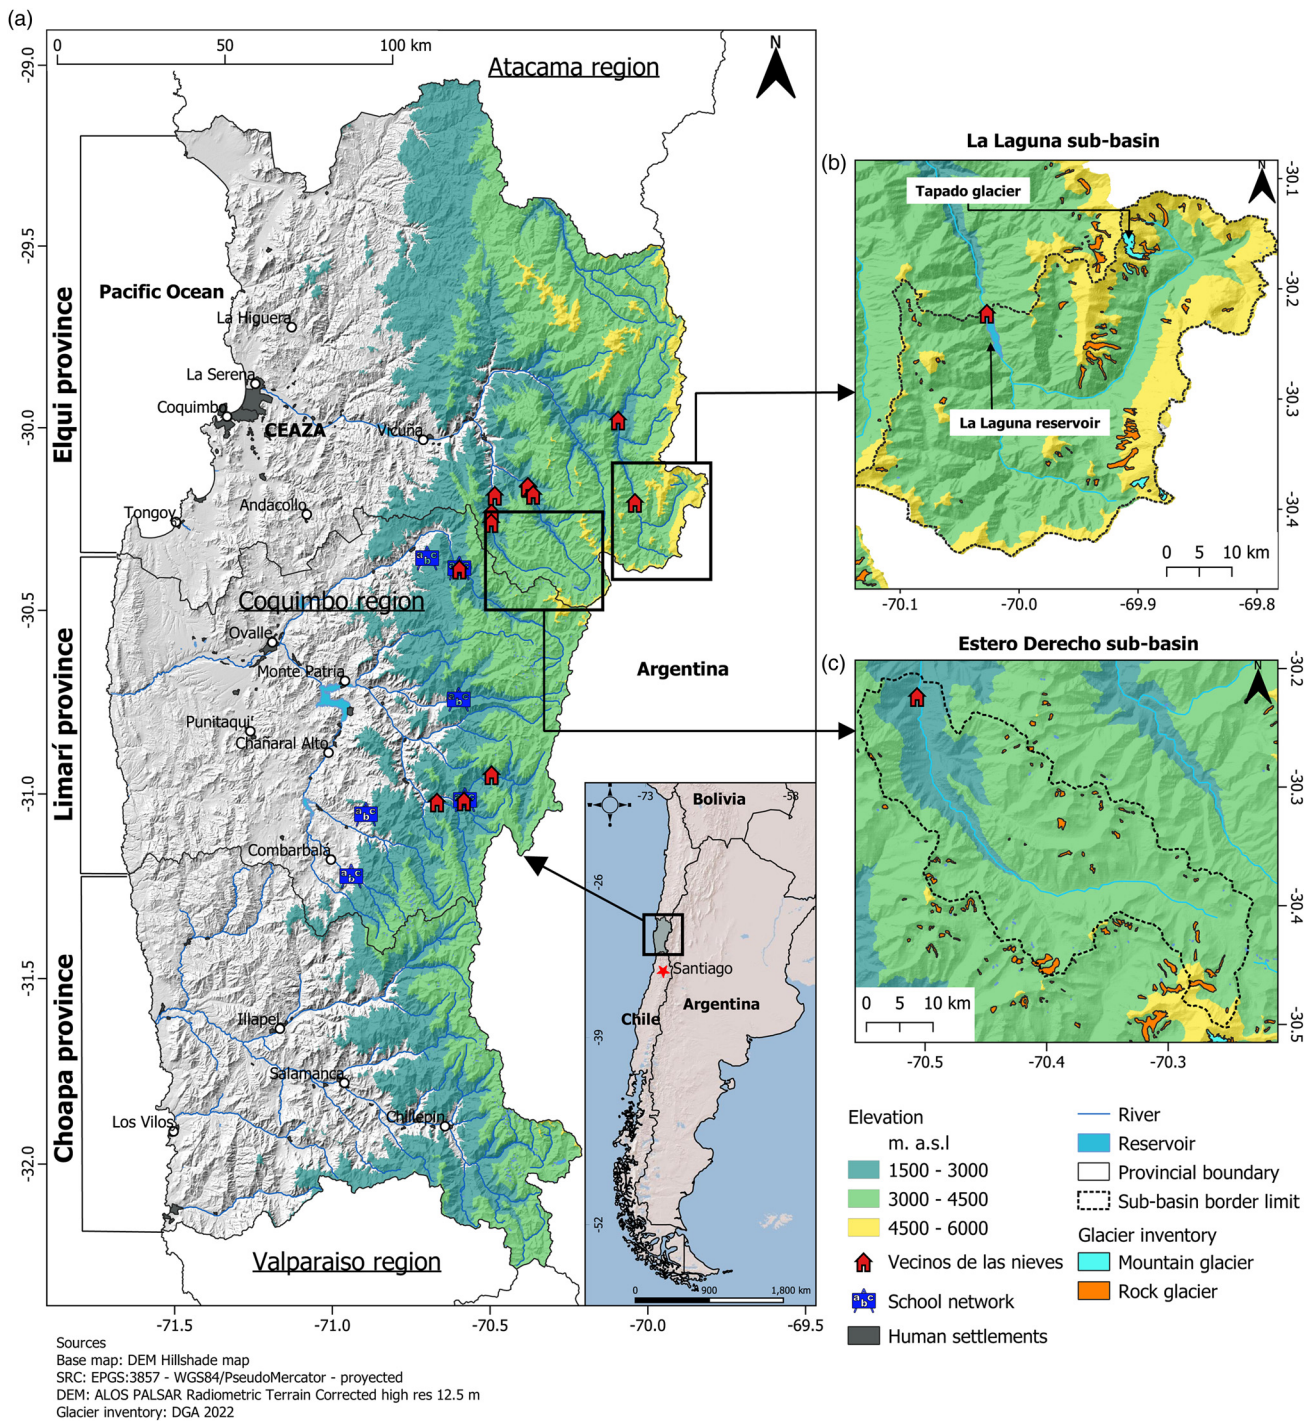 (a)
0 50 100 km
N
Atacama region
-29.0
-29.5
-30.0
-30.5
-31.0
-31.5
-32.0
Elqui province
Limarí province
Choapa province
Pacific Ocean
La Higuera
La Serena
Coquimbo
CEAZA
Vicuña
Andacollo
Tongoy
Coquimbo region
Ovalle
Monte Patria
Punitaqui
Chañaral Alto
Combarbalá
Argentina
Illapel
Salamanca
Chillepín
Los Vilos
Valparaiso region
a b c
a b c
a b c
a b c
a b c
-71.5 -71.0 -70.5 -70.0 -69.5
-73 -58
Bolivia
-26
Santiago
Argentina
Chile
-39
-52
0 900 1,800 km
La Laguna sub-basin
(b)
N
Tapado glacier
La Laguna reservoir
0 5 10 km
-30.1
-30.2
-30.3
-30.4
-70.1 -70.0 -69.9 -69.8
Estero Derecho sub-basin
(c)
N
0 5 10 km
-30.2
-30.3
-30.4
-30.5
-70.5 -70.4 -70.3
Elevation
m. a.s.l
1500 - 3000
3000 - 4500
4500 - 6000
Vecinos de las nieves
a b c
School network
Human settlements
River
Reservoir
Provincial boundary
Sub-basin border limit
Glacier inventory
Mountain glacier
Rock glacier
Sources
Base map: DEM Hillshade map
SRC: EPGS:3857 - WGS84/PseudoMercator - proyected
DEM: ALOS PALSAR Radiometric Terrain Corrected high res 12.5 m
Glacier inventory: DGA 2022